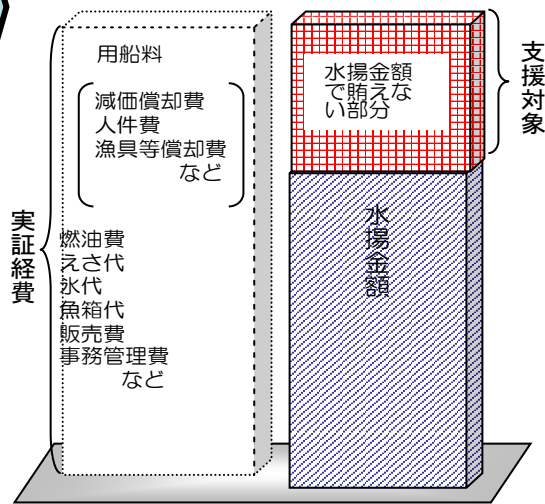 用船料
減価償却費
人件費
漁具等償却費
など
実証経費
燃油費
えさ代
氷代
魚箱代
販売費
事務管理費
など
水揚金額
で賄えな
い部分
支援対象
水揚金額